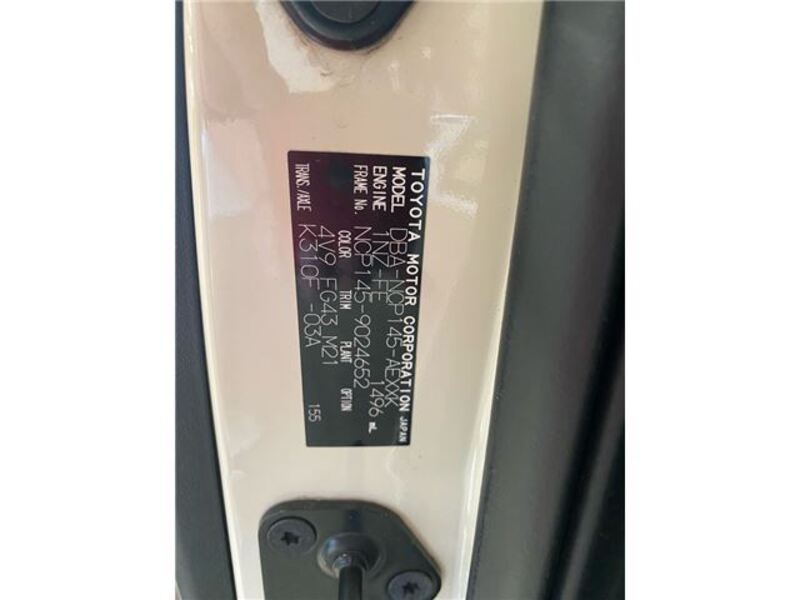 TOYOTA MOTOR CORPORATION JAPAN
MODEL DBA-NCP145-AEXXK
ENGINE 1NZ-FE 1496 mL
FRAME No. NCP145-9024652
COLOR TRIM PLANT OPTION
4V9 FG43 M21
TRANS./AXLE K310F -03A 155